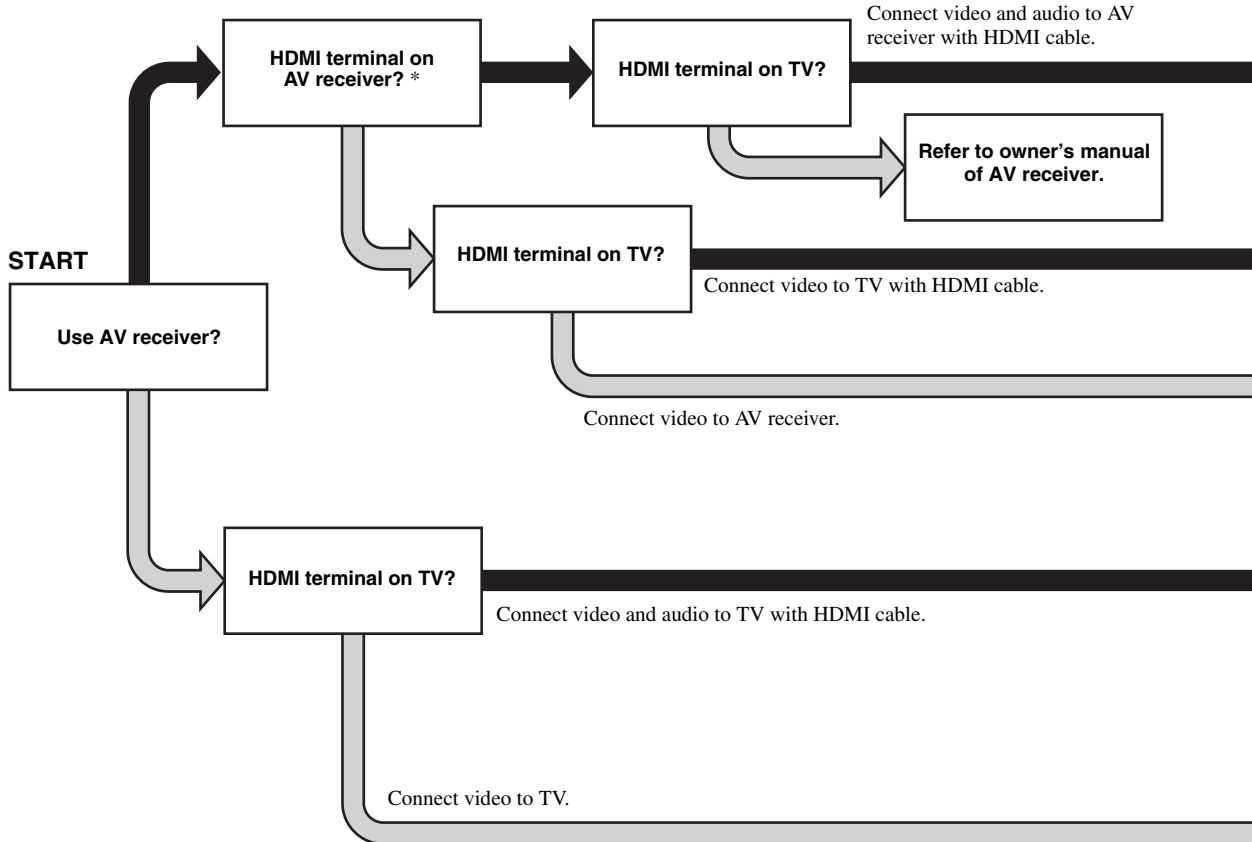 Connect video and audio to AV
receiver with HDMI cable.
HDMI terminal on
AV receiver? *
HDMI terminal on TV?
Refer to owner's manual
of AV receiver.
HDMI terminal on TV?
START
Connect video to TV with HDMI cable.
Use AV receiver?
Connect video to AV receiver.
HDMI terminal on TV?
Connect video and audio to TV with HDMI cable.
Connect video to TV.